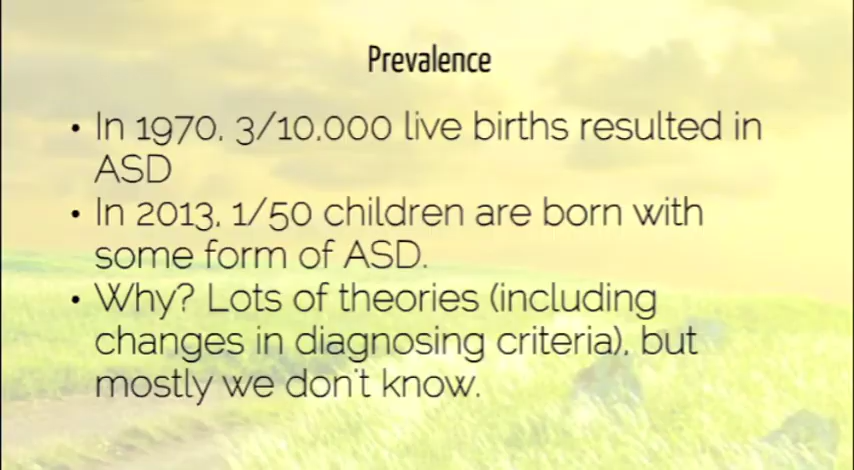 Prevalence
• In 1970, 3/10,000 live births resulted in
ASD
• In 2013, 1/50 children are born with
some form of ASD.
• Why? Lots of theories (including
changes in diagnosing criteria), but
mostly we don't know.